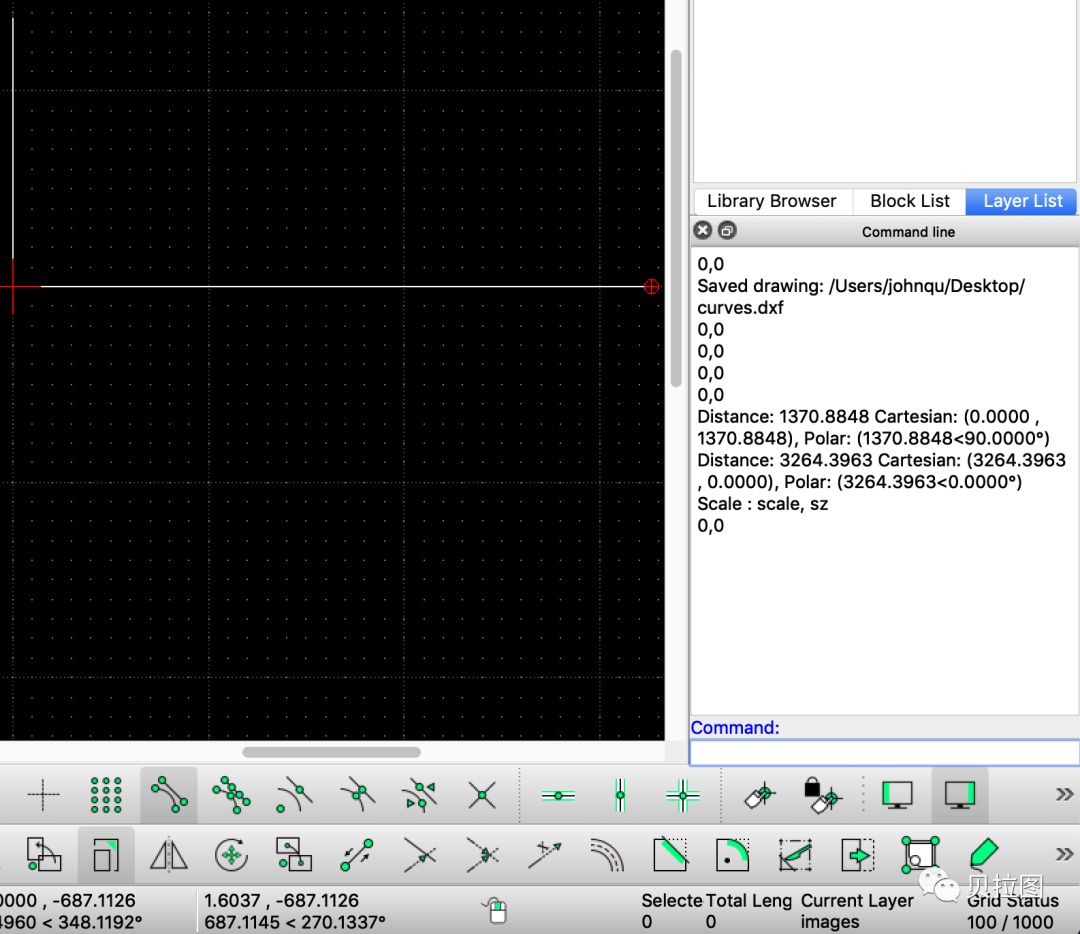 Library Browser
Block List
Layer List
Command line
0,0
Saved drawing: /Users/johnqu/Desktop/
curves.dxf
0,0
0,0
0,0
0,0
Distance: 1370.8848 Cartesian: (0.0000 ,
1370.8848), Polar: (1370.8848<90.0000°)
Distance: 3264.3963 Cartesian: (3264.3963
, 0.0000), Polar: (3264.3963<0.0000°)
Scale : scale, sz
0,0
Command:
0000 , -687.1126
4960 < 348.1192°
1.6037 , -687.1126
687.1145 < 270.1337°
Selecte Total Leng
0 0
Current Layer
images
Grid Status
100 / 1000
贝拉图